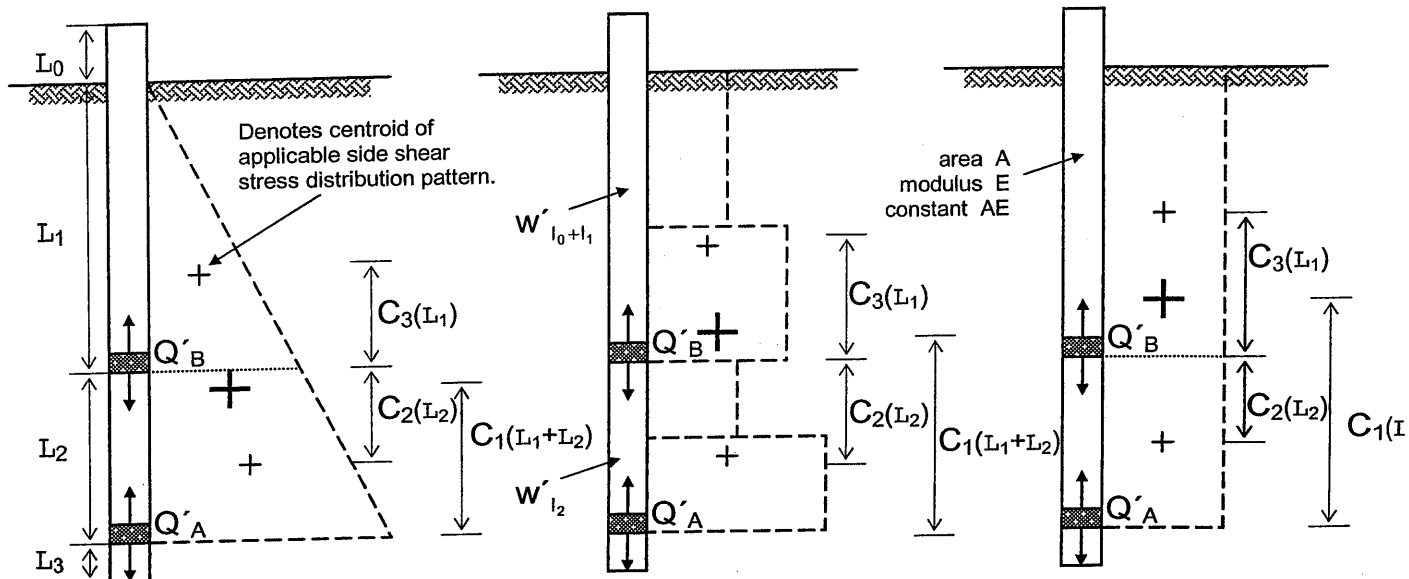 L₀
Denotes centroid of
applicable side shear
stress distribution pattern.
L₁
C₃(L₁)
Q´B
C₂(L₂)
C₁(L₁+L₂)
L₂
Q´A
L₃
w´l₀+l₁
C₃(L₁)
Q´B
C₂(L₂)
C₁(L₁+L₂)
w´l₂
Q´A
area A
modulus E
constant AE
C₃(L₁)
Q´B
C₂(L₂)
C₁(L
Q´A